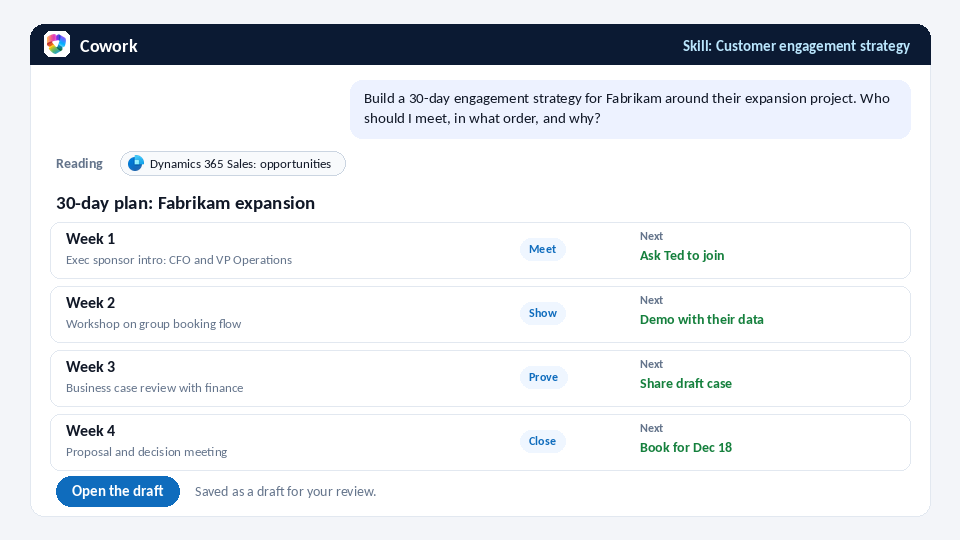 Cowork
Skill: Customer engagement strategy
Build a 30-day engagement strategy for Fabrikam around their expansion project. Who
should I meet, in what order, and why?
Reading
Dynamics 365 Sales: opportunities
30-day plan: Fabrikam expansion
Week 1
Exec sponsor intro: CFO and VP Operations
Meet
Next
Ask Ted to join
Week 2
Workshop on group booking flow
Show
Next
Demo with their data
Week 3
Business case review with finance
Prove
Next
Share draft case
Week 4
Proposal and decision meeting
Close
Next
Book for Dec 18
Open the draft
Saved as a draft for your review.